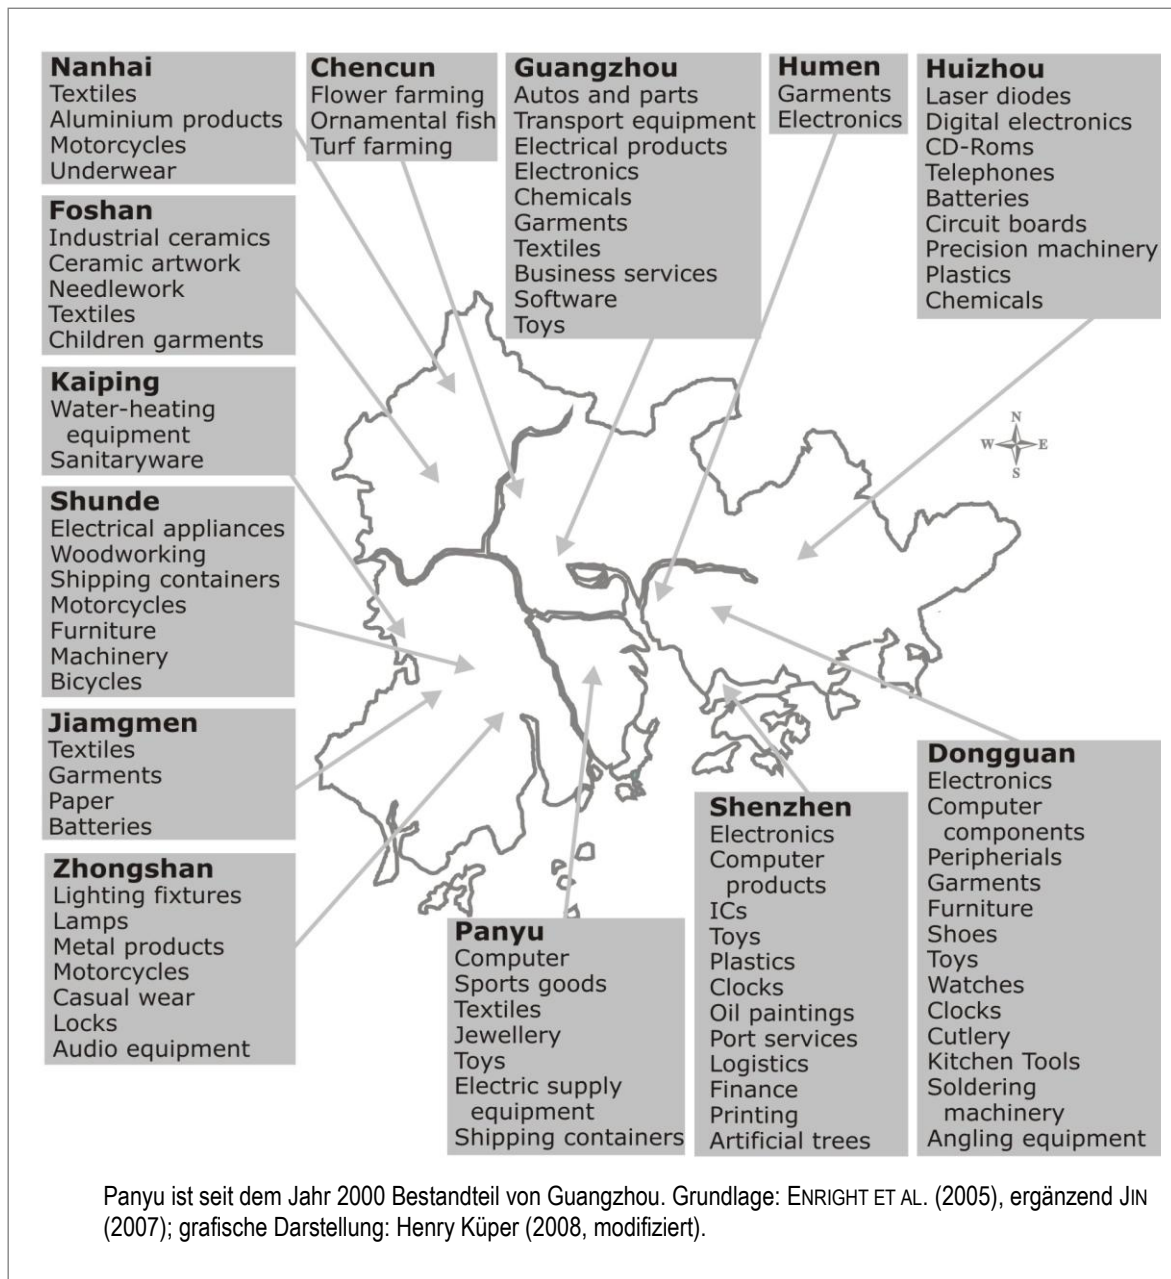 Nanhai
Textiles
Aluminium products
Motorcycles
Underwear
Chencun
Flower farming
Ornamental fish
Turf farming
Guangzhou
Autos and parts
Transport equipment
Electrical products
Electronics
Chemicals
Garments
Textiles
Business services
Software
Toys
Humen
Garments
Electronics
Huizhou
Laser diodes
Digital electronics
CD-Roms
Telephones
Batteries
Circuit boards
Precision machinery
Plastics
Chemicals
Foshan
Industrial ceramics
Ceramic artwork
Needlework
Textiles
Children garments
Kaiping
Water-heating
equipment
Sanitaryware
N
W
E
S
Shunde
Electrical appliances
Woodworking
Shipping containers
Motorcycles
Furniture
Machinery
Bicycles
Jiamgmen
Textiles
Garments
Paper
Batteries
Zhongshan
Lighting fixtures
Lamps
Metal products
Motorcycles
Casual wear
Locks
Audio equipment
Panyu
Computer
Sports goods
Textiles
Jewellery
Toys
Electric supply
equipment
Shipping containers
Shenzhen
Electronics
Computer
products
ICs
Toys
Plastics
Clocks
Oil paintings
Port services
Logistics
Finance
Printing
Artificial trees
Dongguan
Electronics
Computer
components
Peripherials
Garments
Furniture
Shoes
Toys
Watches
Clocks
Cutlery
Kitchen Tools
Soldering
machinery
Angling equipment
Panyu ist seit dem Jahr 2000 Bestandteil von Guangzhou. Grundlage: ENRIGHT ET AL. (2005), ergänzend JIN
(2007); grafische Darstellung: Henry Küper (2008, modifiziert).